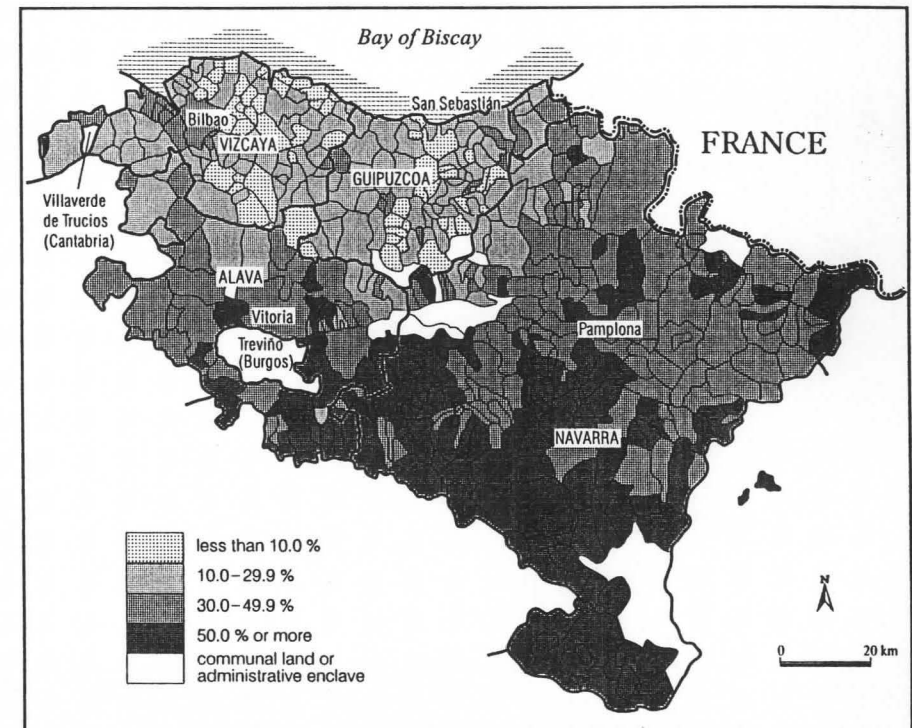 Bay of Biscay
San Sebastián
Bilbao
FRANCE
VIZCAYA
GUIPUZCOA
Villaverde
de Trucios
(Cantabria)
ALAVA
Vitoria
Pamplona
Treviño
(Burgos)
NAVARRA
less than 10.0 %
10.0–29.9 %
30.0–49.9 %
50.0 % or more
communal land or
administrative enclave
N
0 20 km